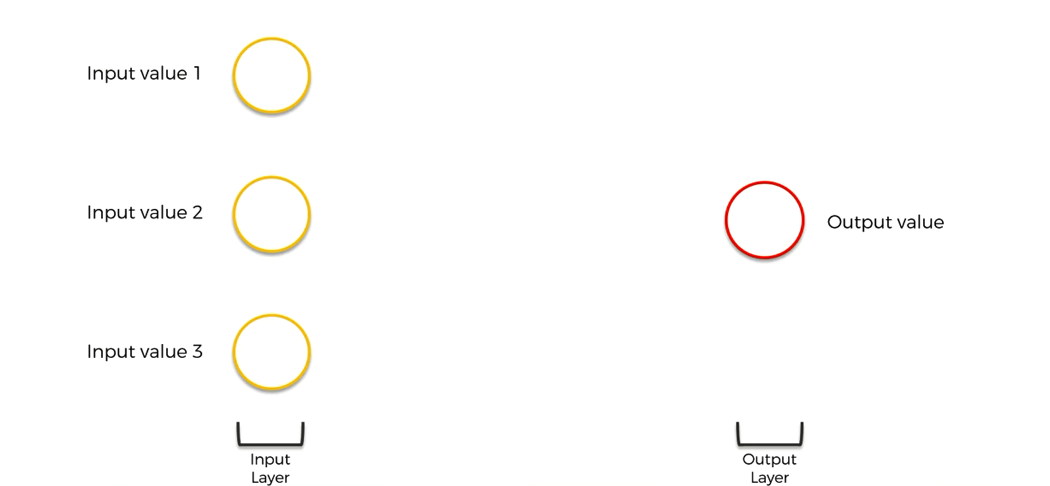 Input value 1
Input value 2
Output value
Input value 3
Input
Layer
Output
Layer